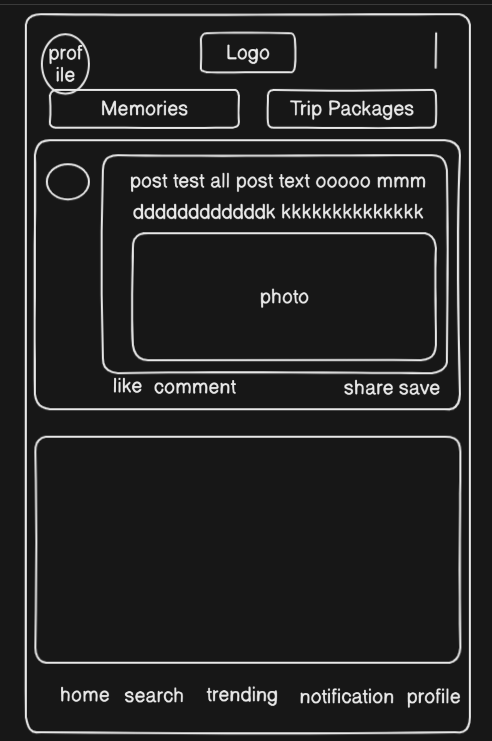 prof
ile
Logo
Memories
Trip Packages
post test all post text ooooo mmm
ddddddddddddk kkkkkkkkkkkkkk
photo
like comment
share save
home search trending notification profile